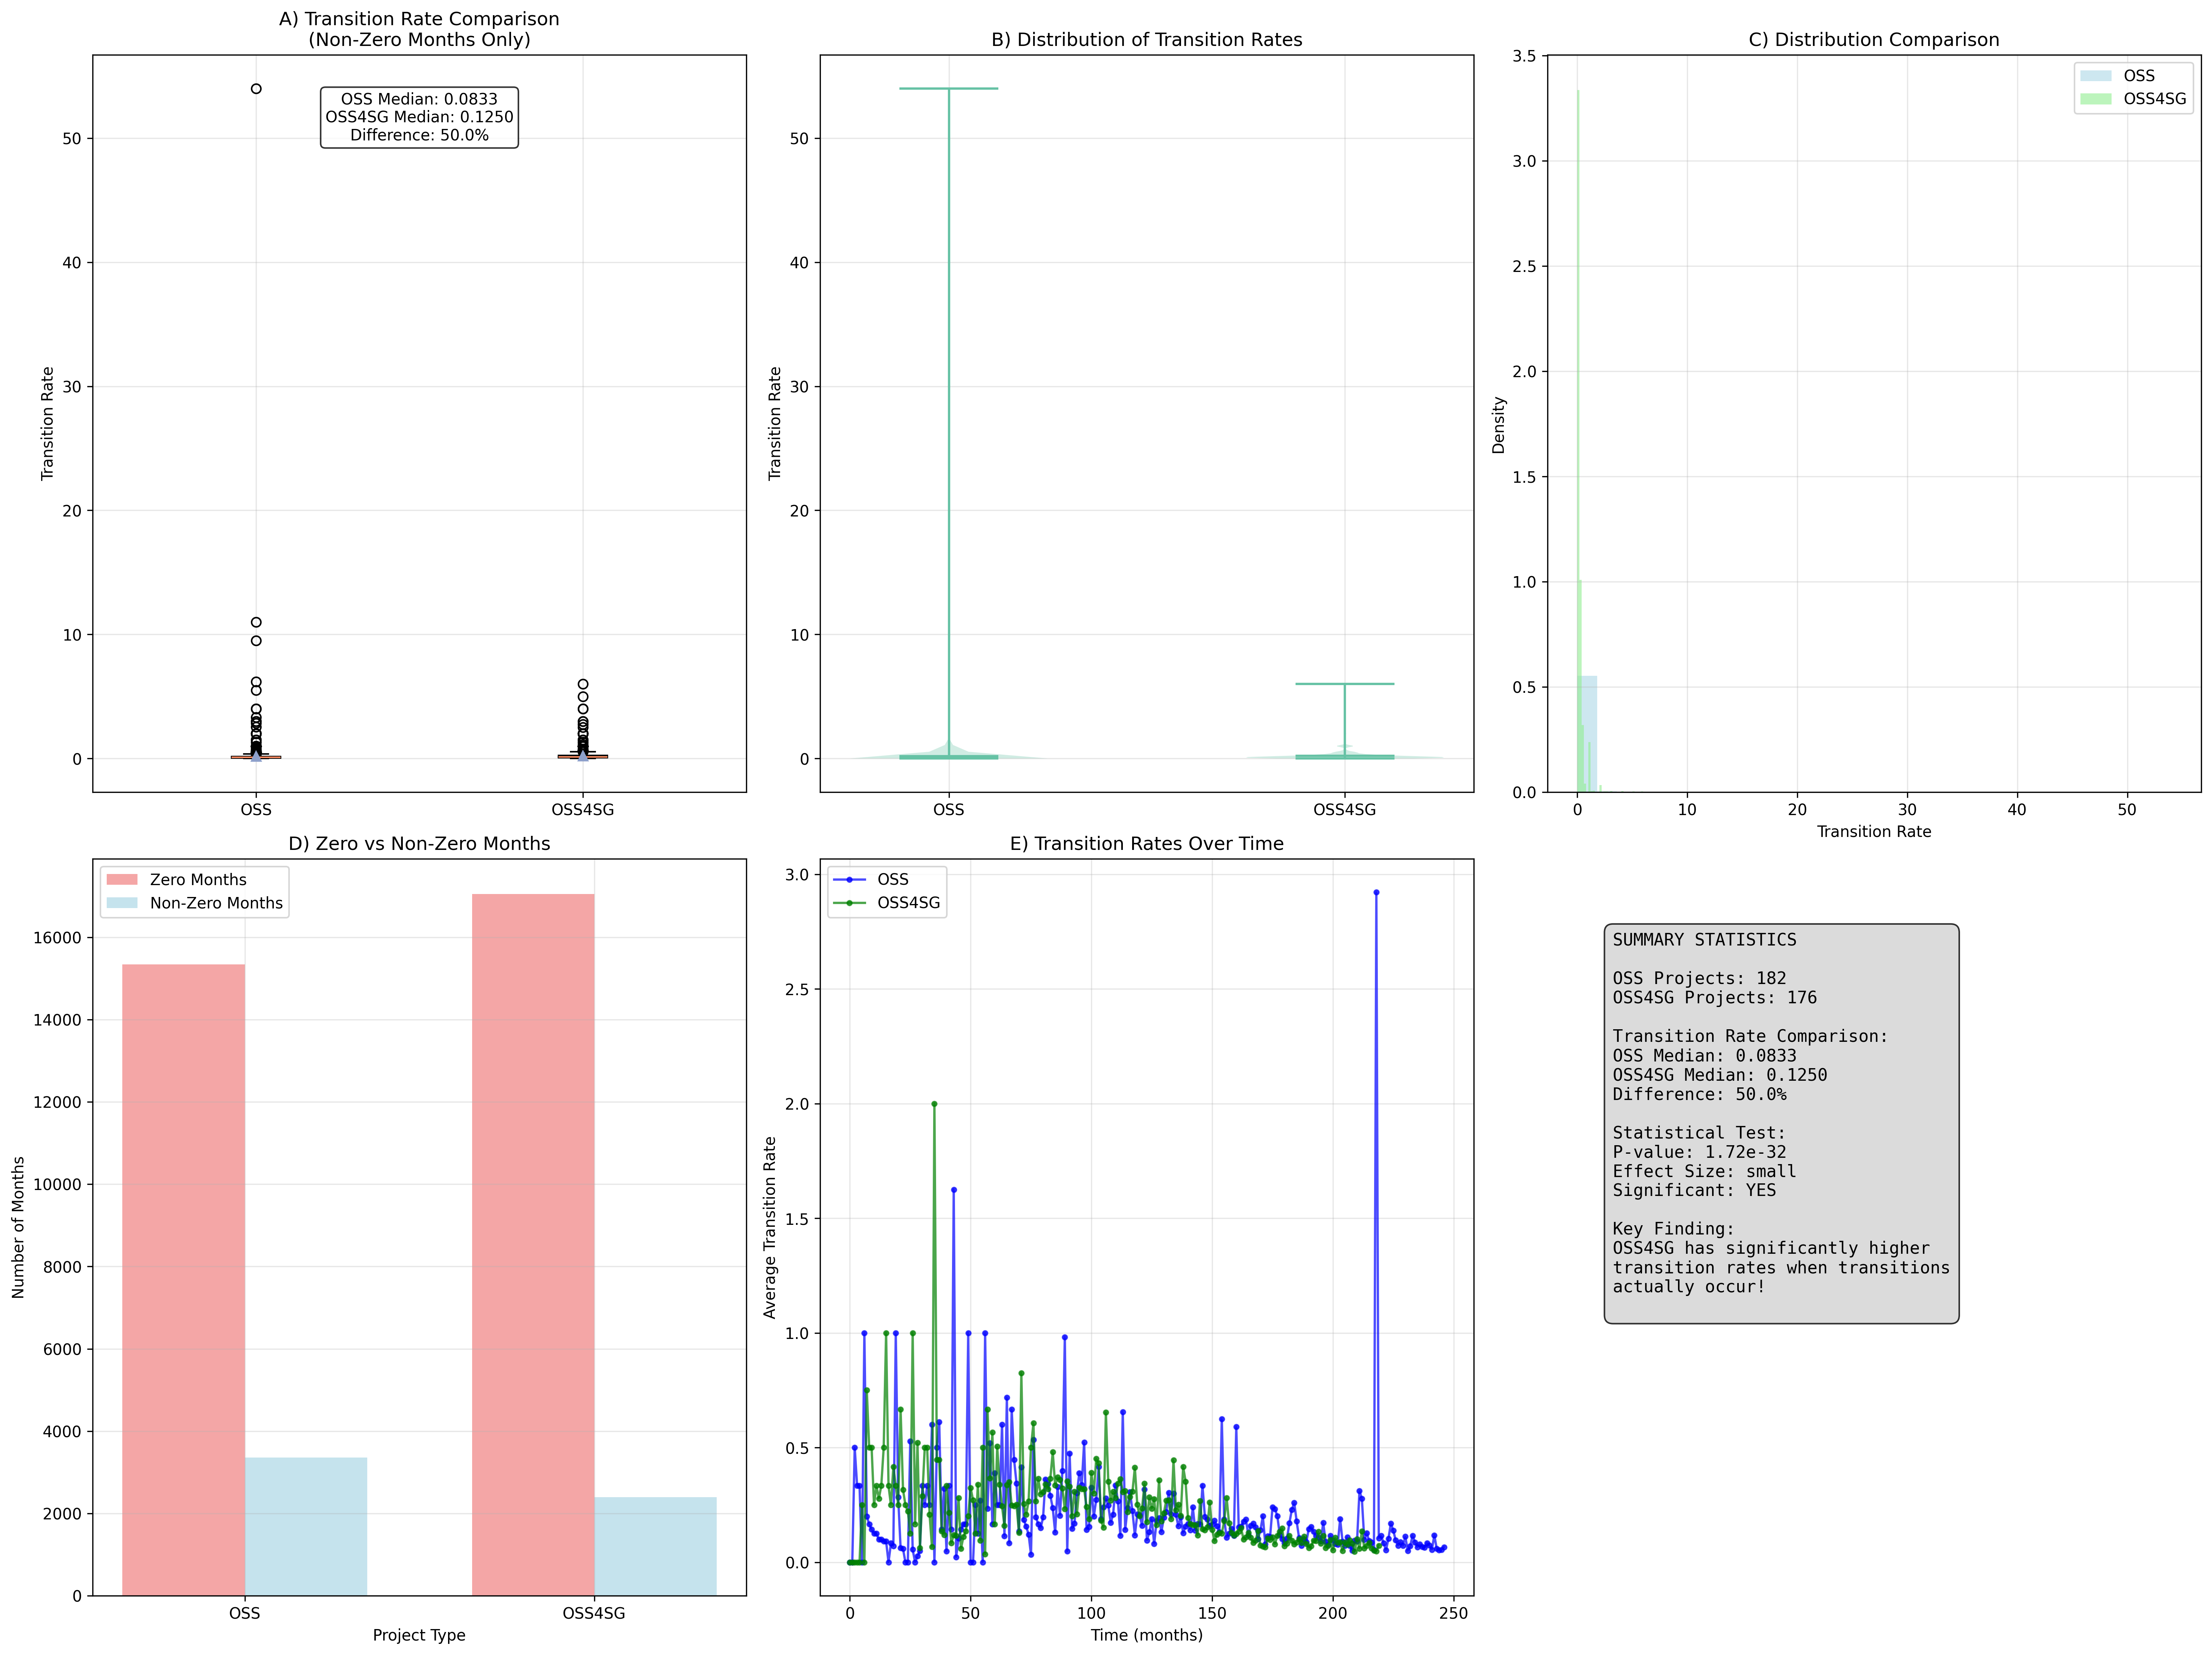 A) Transition Rate Comparison
(Non-Zero Months Only)
Transition Rate
50
40
30
20
10
0
OSS Median: 0.0833
OSS4SG Median: 0.1250
Difference: 50.0%
OSS
OSS4SG
B) Distribution of Transition Rates
Transition Rate
50
40
30
20
10
0
OSS
OSS4SG
C) Distribution Comparison
Density
3.5
3.0
2.5
2.0
1.5
1.0
0.5
0.0
OSS
OSS4SG
0
10
20
30
40
50
Transition Rate
D) Zero vs Non-Zero Months
Zero Months
Non-Zero Months
Number of Months
16000
14000
12000
10000
8000
6000
4000
2000
0
OSS
OSS4SG
Project Type
E) Transition Rates Over Time
OSS
OSS4SG
Average Transition Rate
3.0
2.5
2.0
1.5
1.0
0.5
0.0
0
50
100
150
200
250
Time (months)
SUMMARY STATISTICS
OSS Projects: 182
OSS4SG Projects: 176
Transition Rate Comparison:
OSS Median: 0.0833
OSS4SG Median: 0.1250
Difference: 50.0%
Statistical Test:
P-value: 1.72e-32
Effect Size: small
Significant: YES
Key Finding:
OSS4SG has significantly higher
transition rates when transitions
actually occur!